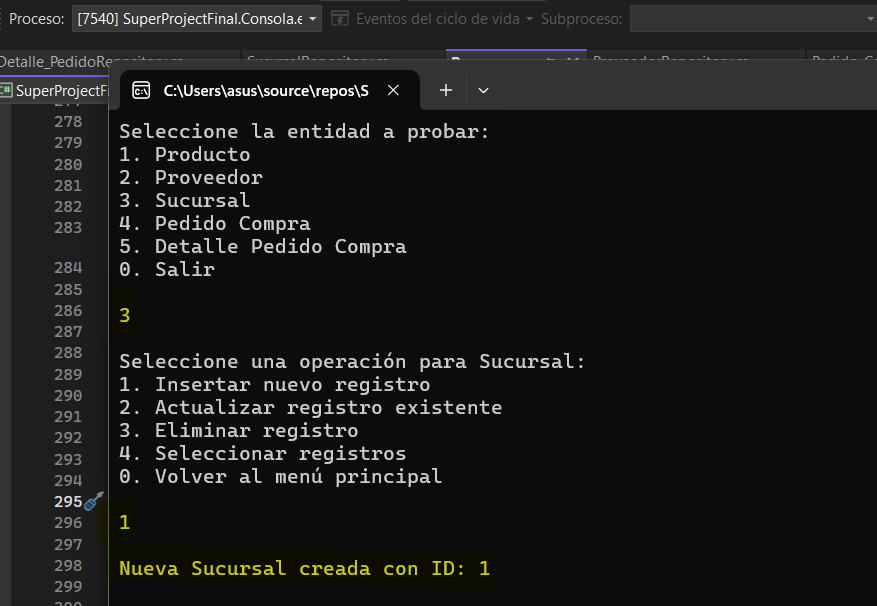 Proceso: [7540] SuperProjectFinal.Consola.e Eventos del ciclo de vida Subproceso:
SuperProjectFi C:\Users\asus\source\repos\S
278
279
280
281
282
283
284
285
286
287
288
289
290
291
292
293
294
295
296
297
298
299
Seleccione la entidad a probar:
1. Producto
2. Proveedor
3. Sucursal
4. Pedido Compra
5. Detalle Pedido Compra
0. Salir
3
Seleccione una operación para Sucursal:
1. Insertar nuevo registro
2. Actualizar registro existente
3. Eliminar registro
4. Seleccionar registros
0. Volver al menú principal
1
Nueva Sucursal creada con ID: 1